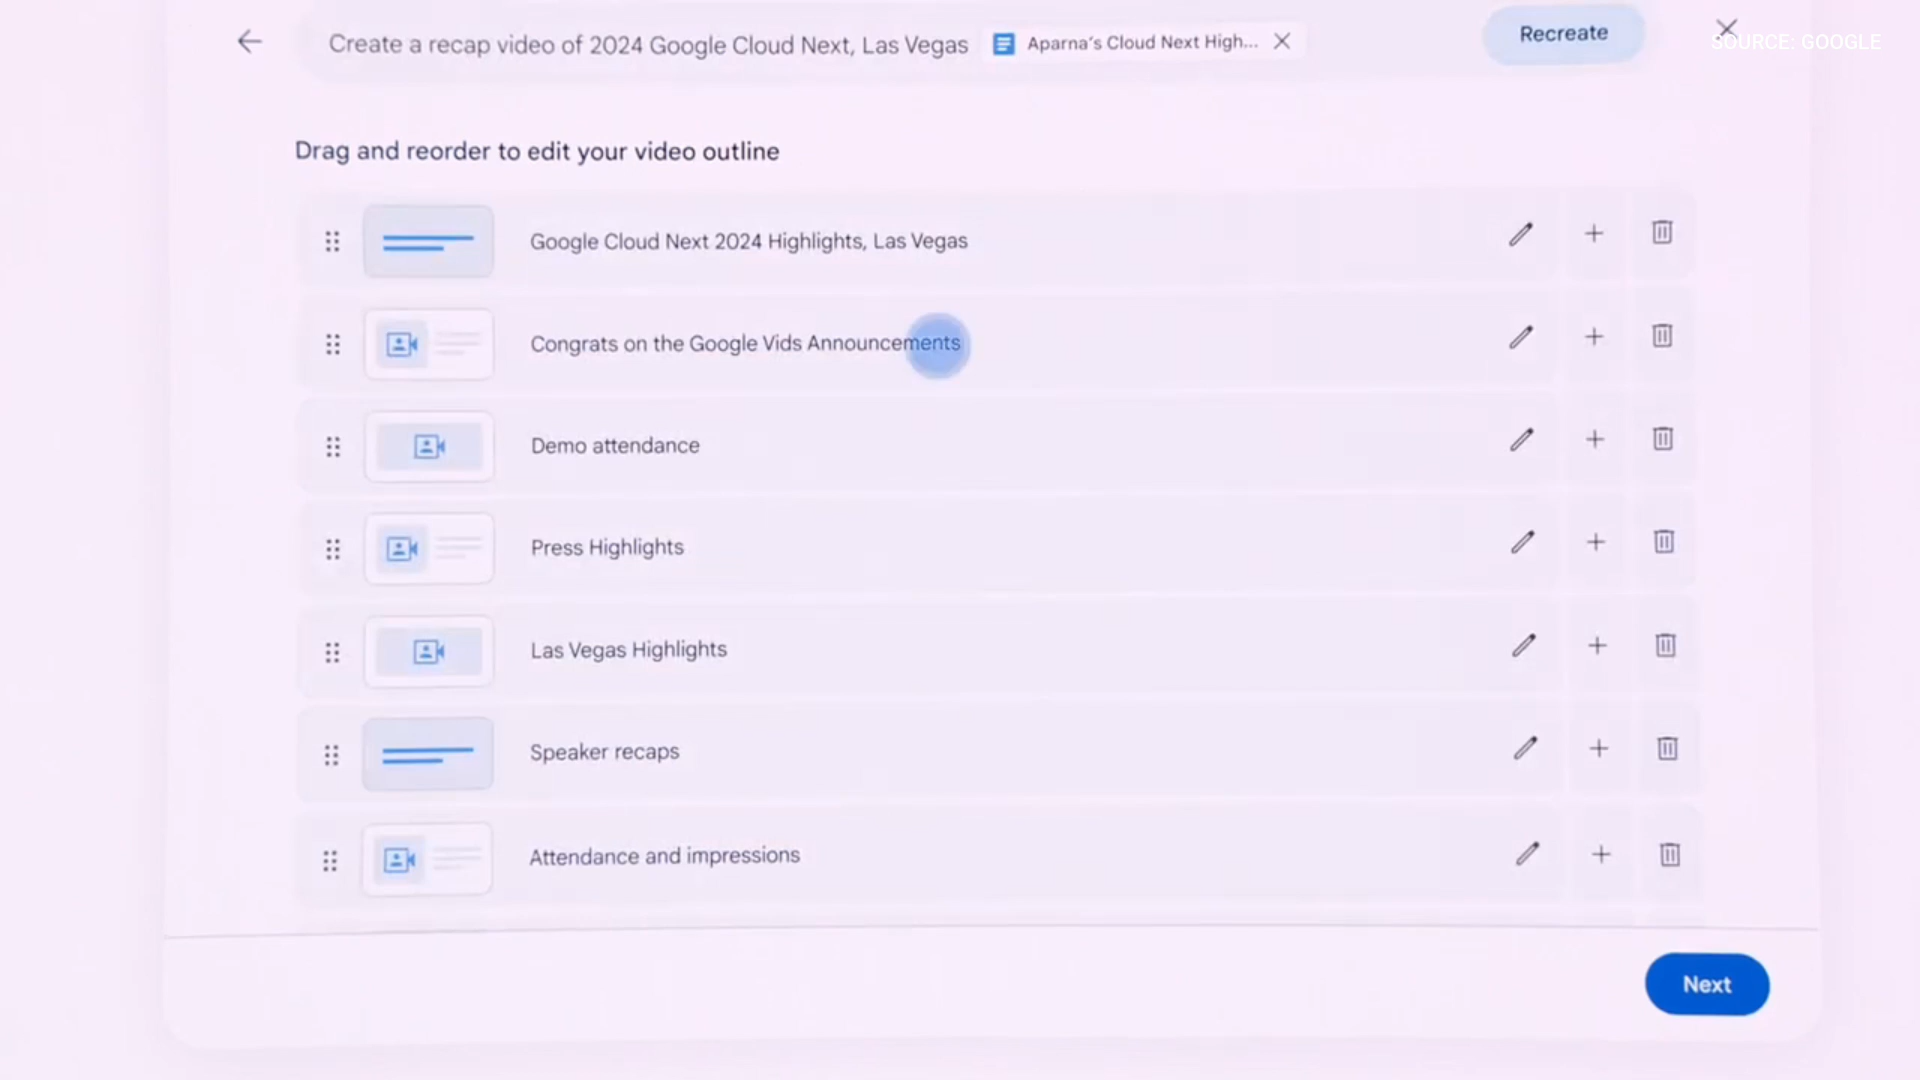 Create a recap video of 2024 Google Cloud Next, Las Vegas
Aparna's Cloud Next High...
Recreate
SOURCE: GOOGLE
Drag and reorder to edit your video outline
Google Cloud Next 2024 Highlights, Las Vegas
Congrats on the Google Vids Announcements
Demo attendance
Press Highlights
Las Vegas Highlights
Speaker recaps
Attendance and impressions
Next